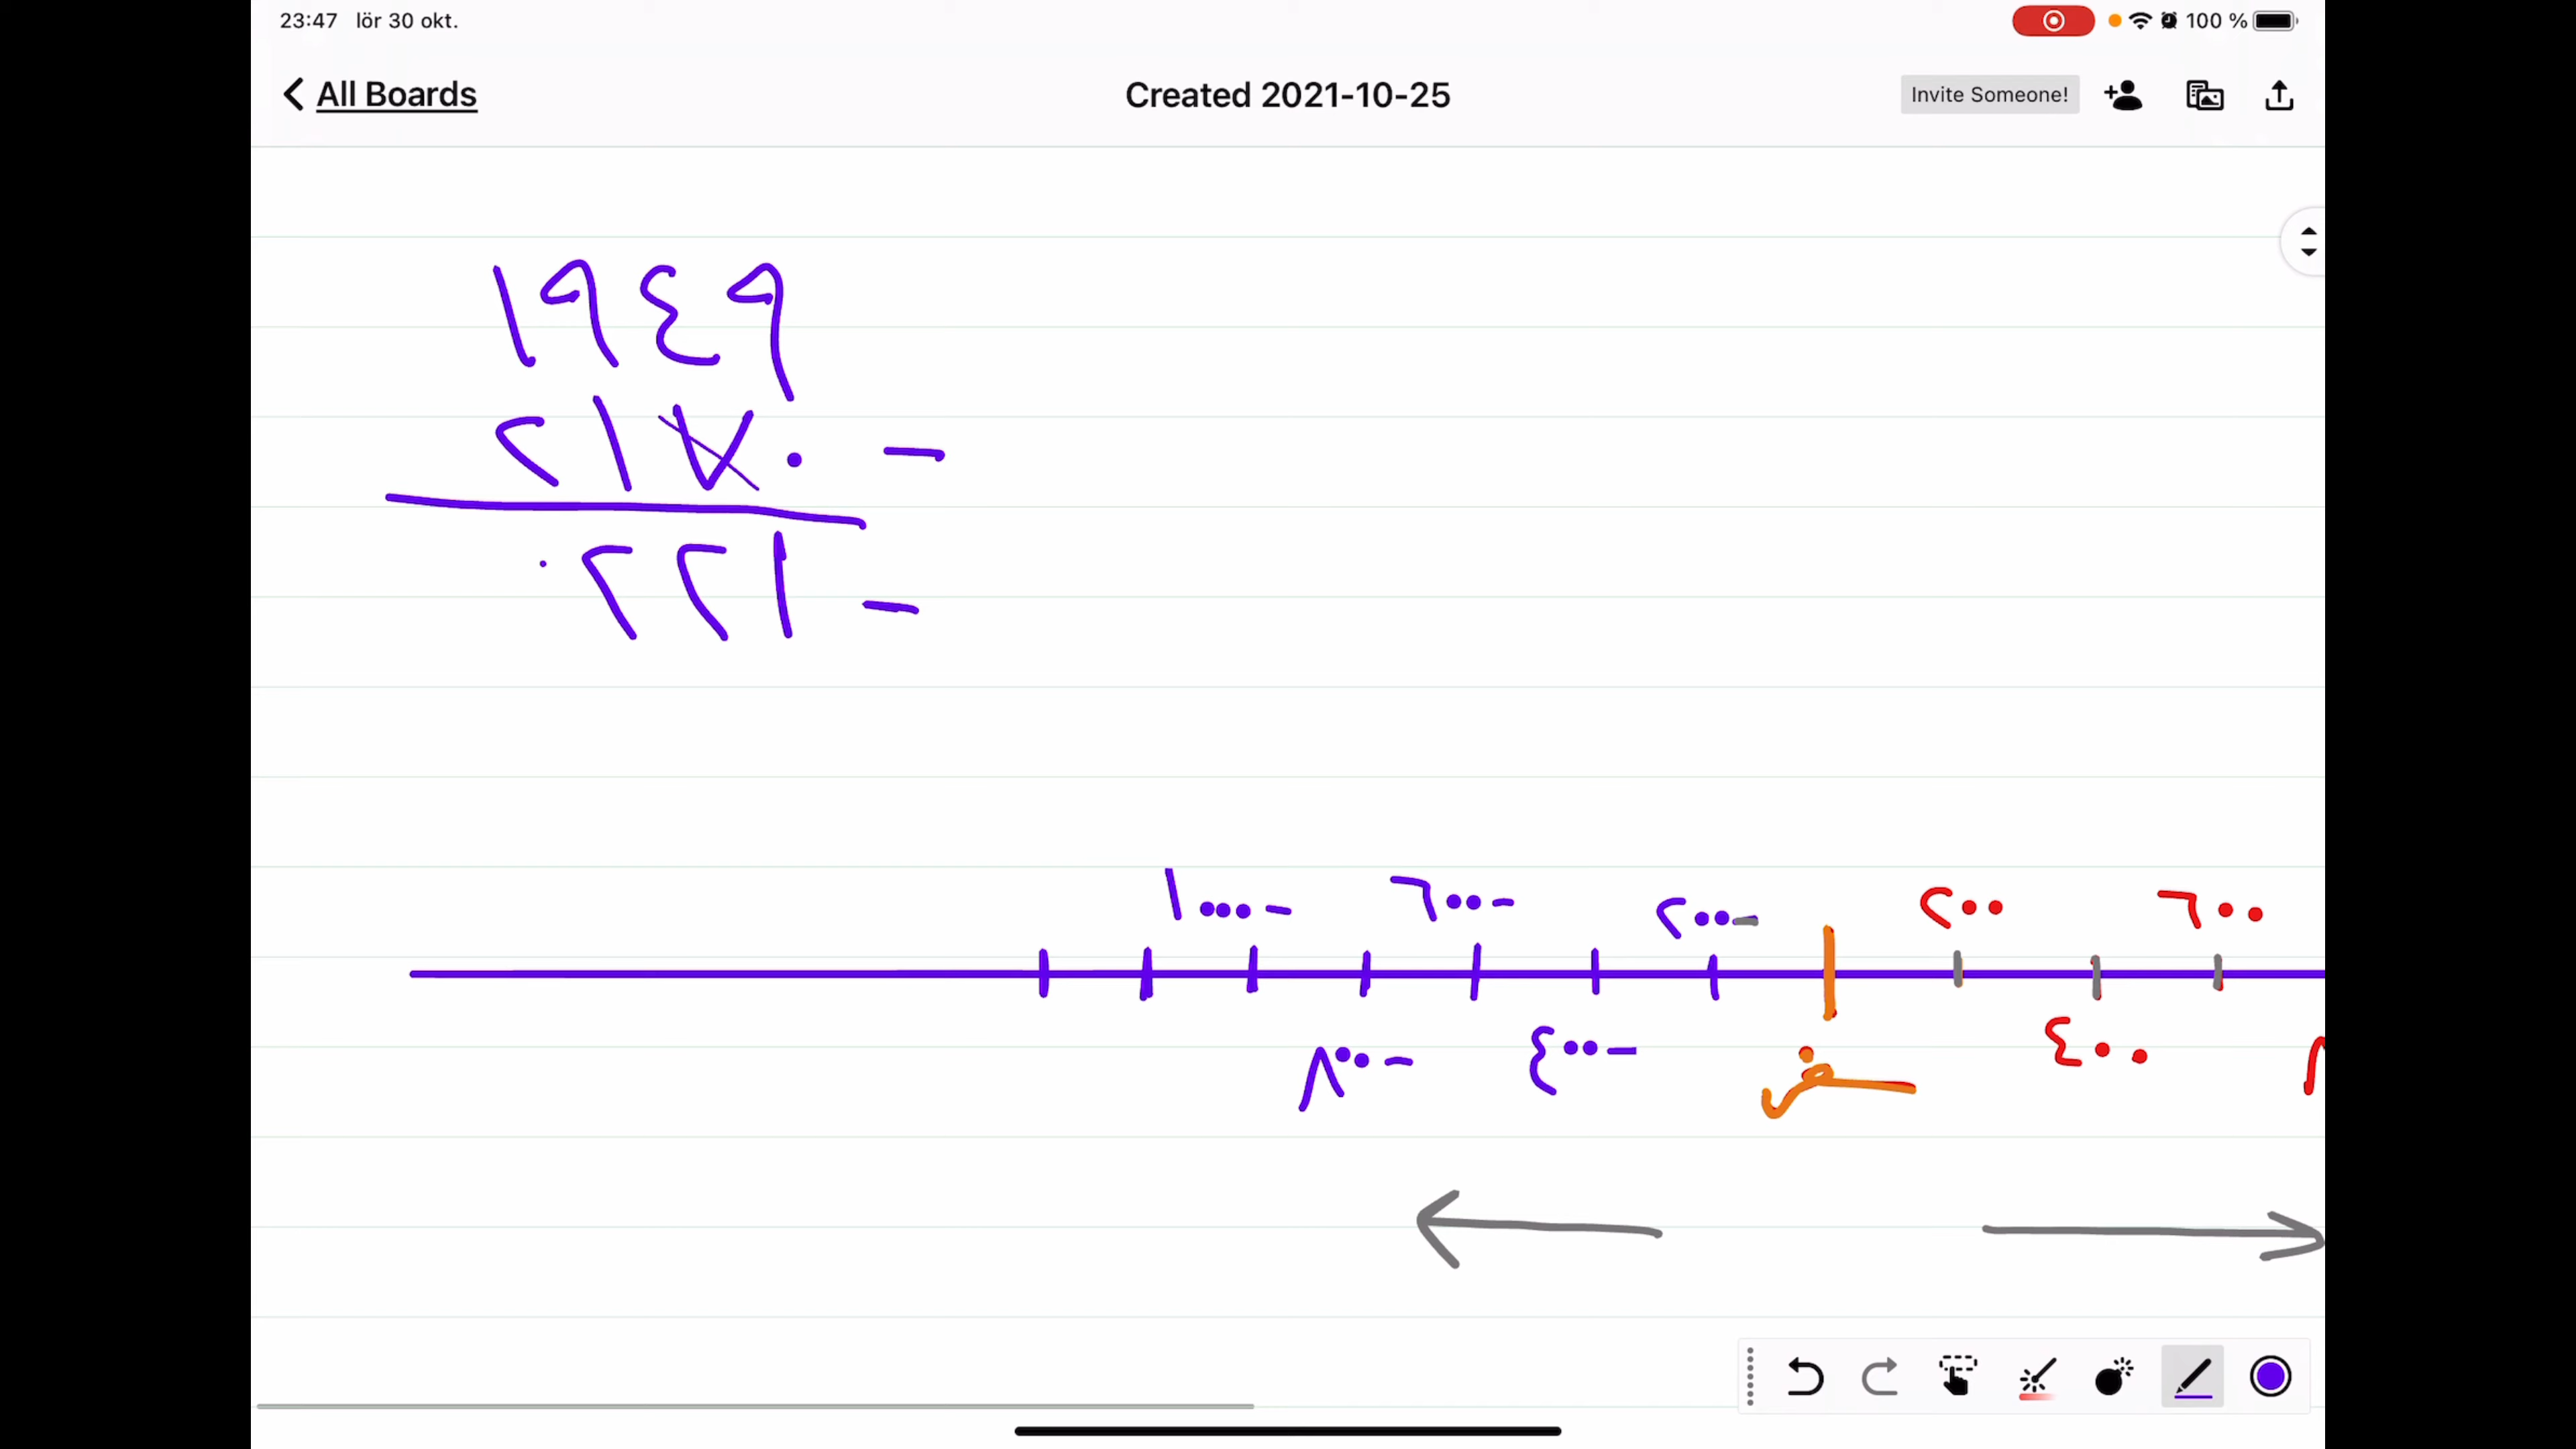 23:47 lör 30 okt. 100 %
All Boards
Created 2021-10-25
Invite Someone!
١٩٤٩
٢١٧٠ -
٠٢٢١ -
١٠٠٠ - ٦٠٠ - ٢٠٠ - ٢٠٠ ٦٠٠
٨٠٠ - ٤٠٠ - ٤٠٠